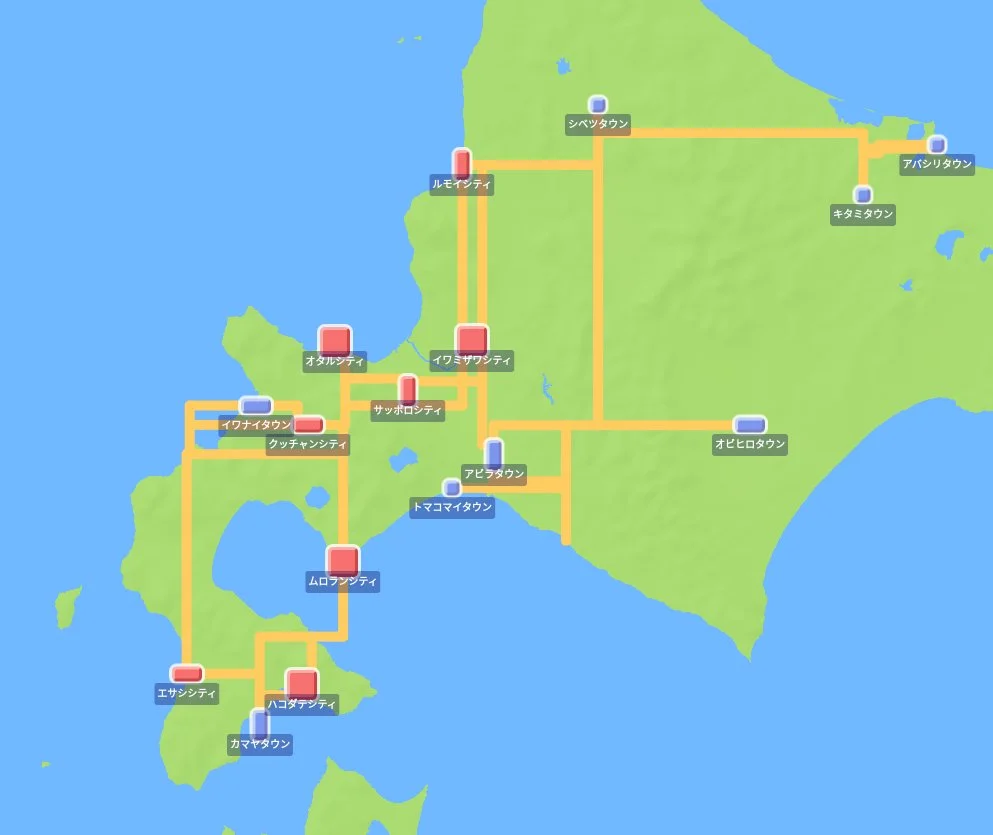 シベツタウン
アバシリタウン
ルモイシティ
キタミタウン
オタルシティ
イワミザワシティ
サッポロシティ
イワナイタウン
クッチャンシティ
オビヒロタウン
アビラタウン
トマコマイタウン
ムロランシティ
エサシシティ
ハコダテシティ
カマヤタウン